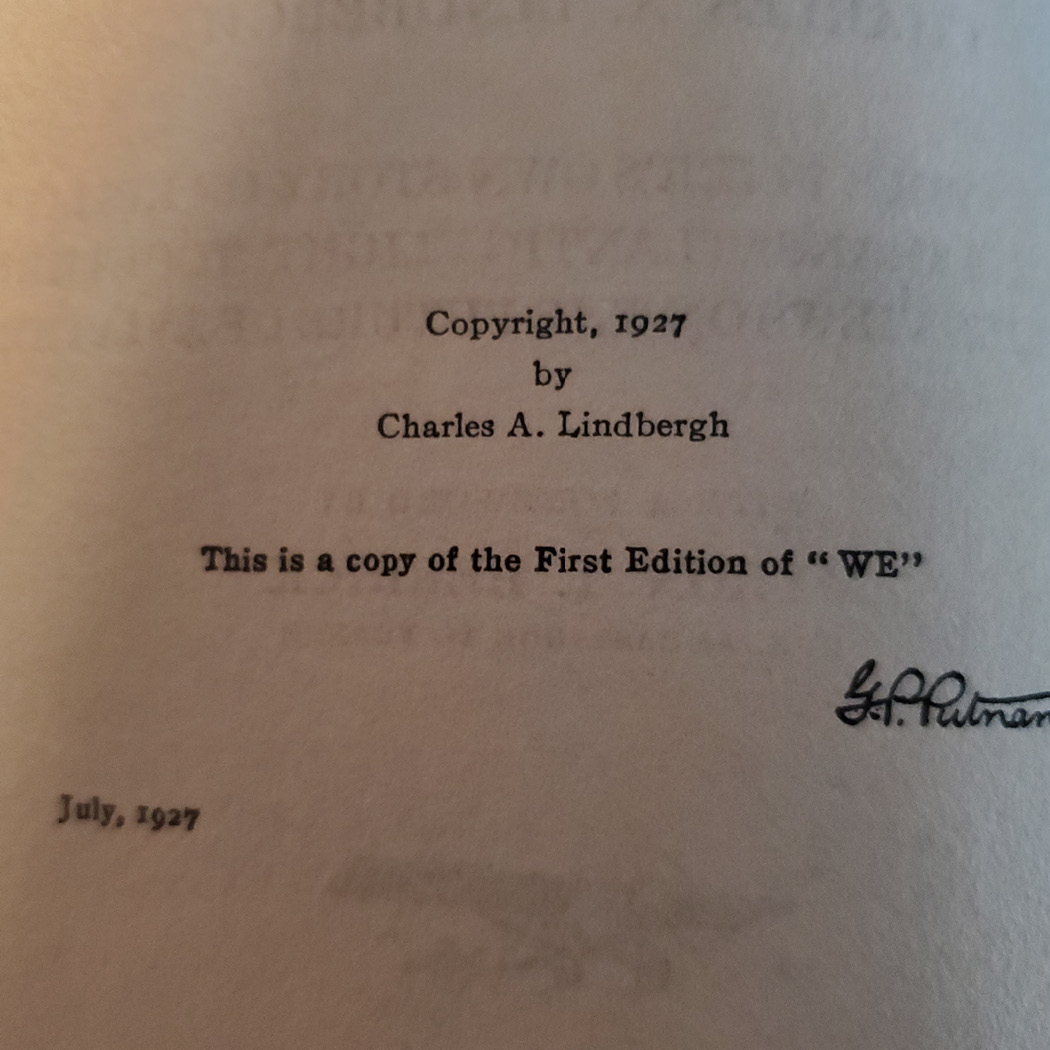 Copyright, 1927
by
Charles A. Lindbergh
This is a copy of the First Edition of “ WE”
G. P. Putnam
July, 1927